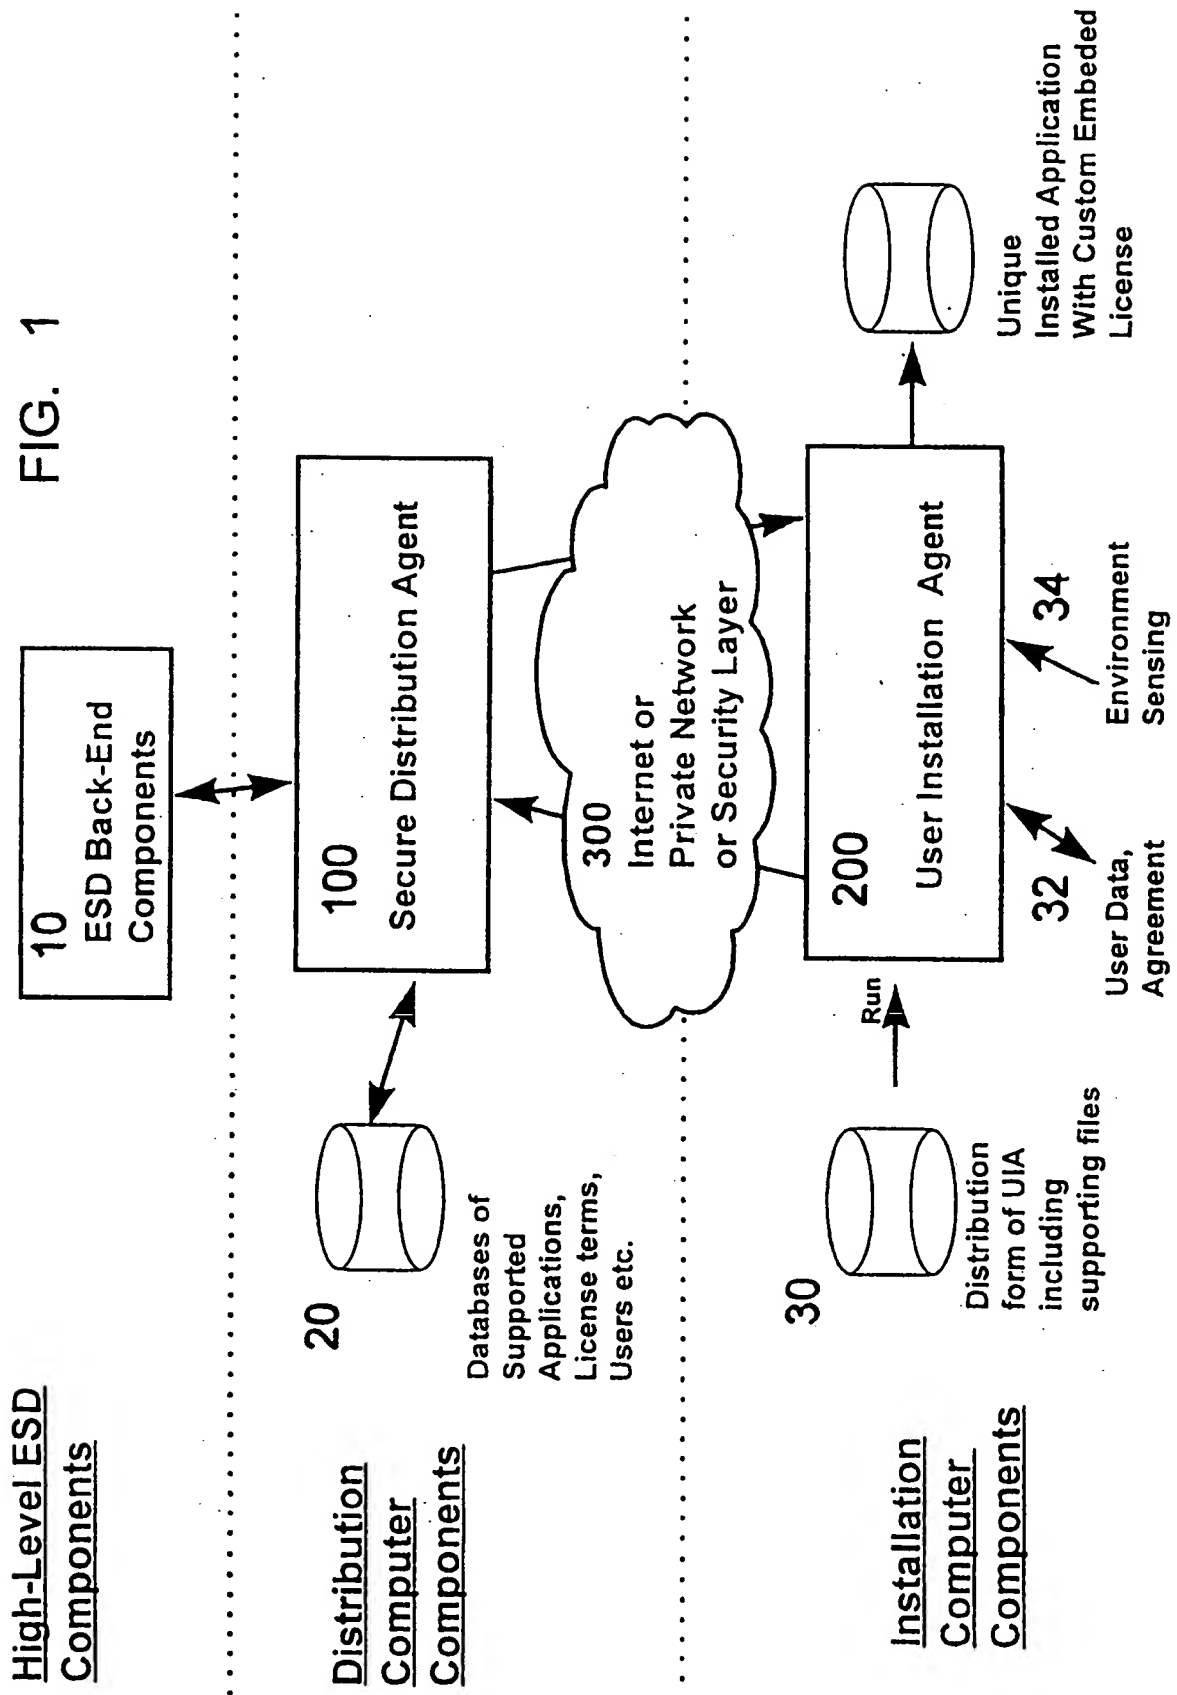 FIG. 1
High-Level ESD
Components
10
ESD Back-End
Components
Distribution
Computer
Components
20
Databases of
Supported
Applications,
License terms,
Users etc.
100
Secure Distribution Agent
300
Internet or
Private Network
or Security Layer
Installation
Computer
Components
30
Distribution
form of UIA
including
supporting files
Run
200
User Installation Agent
32
User Data,
Agreement
34
Environment
Sensing
Unique
Installed Application
With Custom Embeded
License